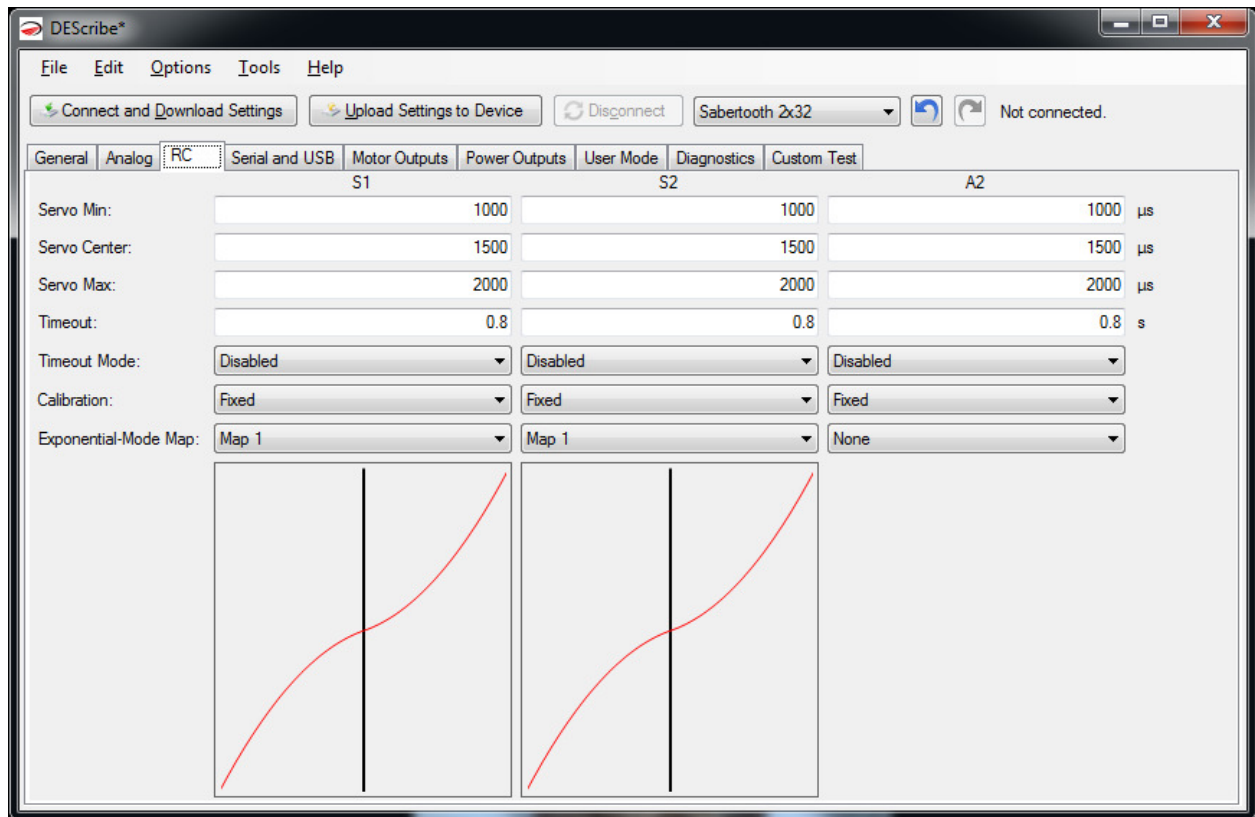 DEScribe*
File Edit Options Tools Help
Connect and Download Settings Upload Settings to Device Disconnect Sabertooth 2x32 Not connected.
General Analog RC Serial and USB Motor Outputs Power Outputs User Mode Diagnostics Custom Test
S1 S2 A2
Servo Min: 1000 1000 1000 µs
Servo Center: 1500 1500 1500 µs
Servo Max: 2000 2000 2000 µs
Timeout: 0.8 0.8 0.8 s
Timeout Mode: Disabled Disabled Disabled
Calibration: Fixed Fixed Fixed
Exponential-Mode Map: Map 1 Map 1 None